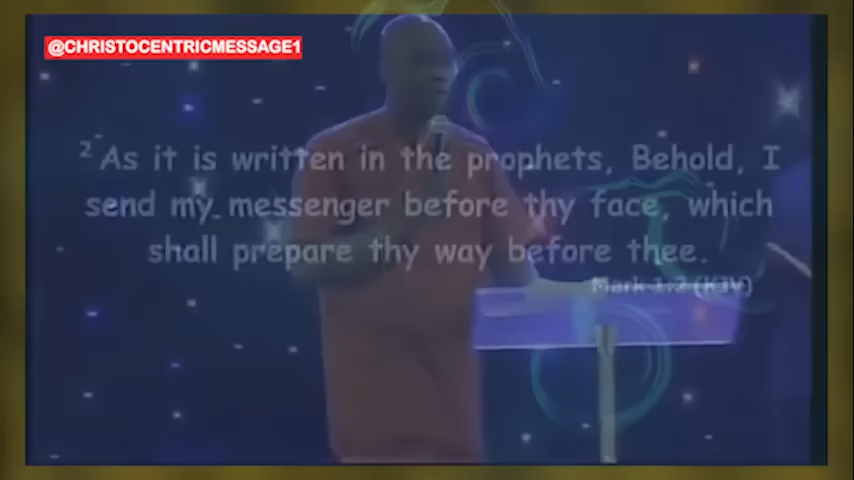 @CHRISTOCENTRICMESSAGE1
2 As it is written in the prophets, Behold, I
send my messenger before thy face, which
shall prepare thy way before thee.
Mark 1:2 (KJV)